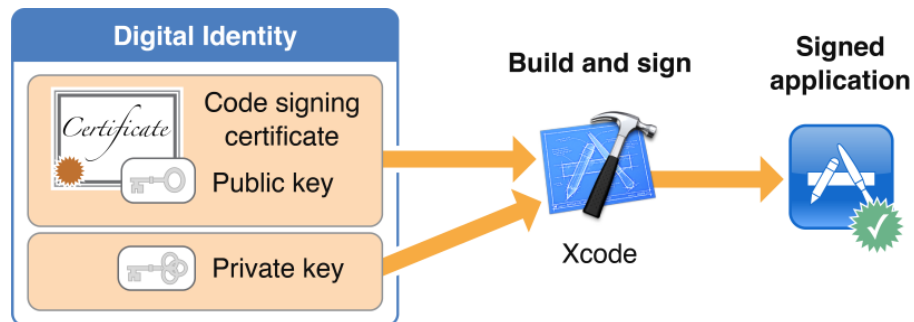 Digital Identity
Certificate
Code signing
certificate
Public key
Private key
Build and sign
Xcode
Signed
application